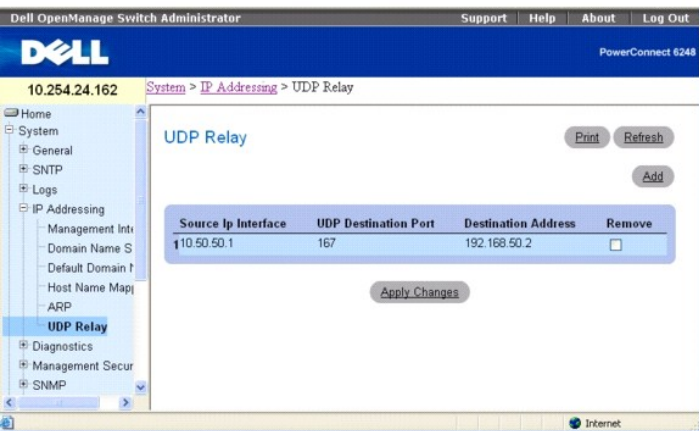 Dell OpenManage Switch Administrator
Support Help About Log Out
DELL
PowerConnect 6248
10.254.24.162
System > IP Addressing > UDP Relay
Home
System
General
SNTP
Logs
IP Addressing
Management Inte
Domain Name S
Default Domain N
Host Name Mapp
ARP
UDP Relay
Diagnostics
Management Secur
SNMP
UDP Relay
Print Refresh
Add
Source Ip Interface UDP Destination Port Destination Address Remove
1 10.50.50.1 167 192.168.50.2
Apply Changes
Internet